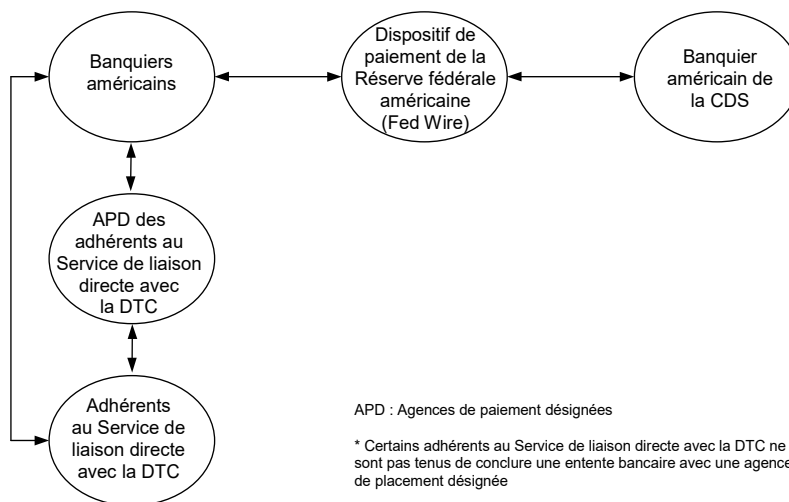 Banquiers
américains
Dispositif de
paiement de la
Réserve fédérale
américaine
(Fed Wire)
Banquier
américain de
la CDS
APD des
adhérents au
Service de liaison
directe avec
la DTC
Adhérents
au Service de
liaison directe
avec la DTC
APD : Agences de paiement désignées
* Certains adhérents au Service de liaison directe avec la DTC ne
sont pas tenus de conclure une entente bancaire avec une agence
de placement désignée